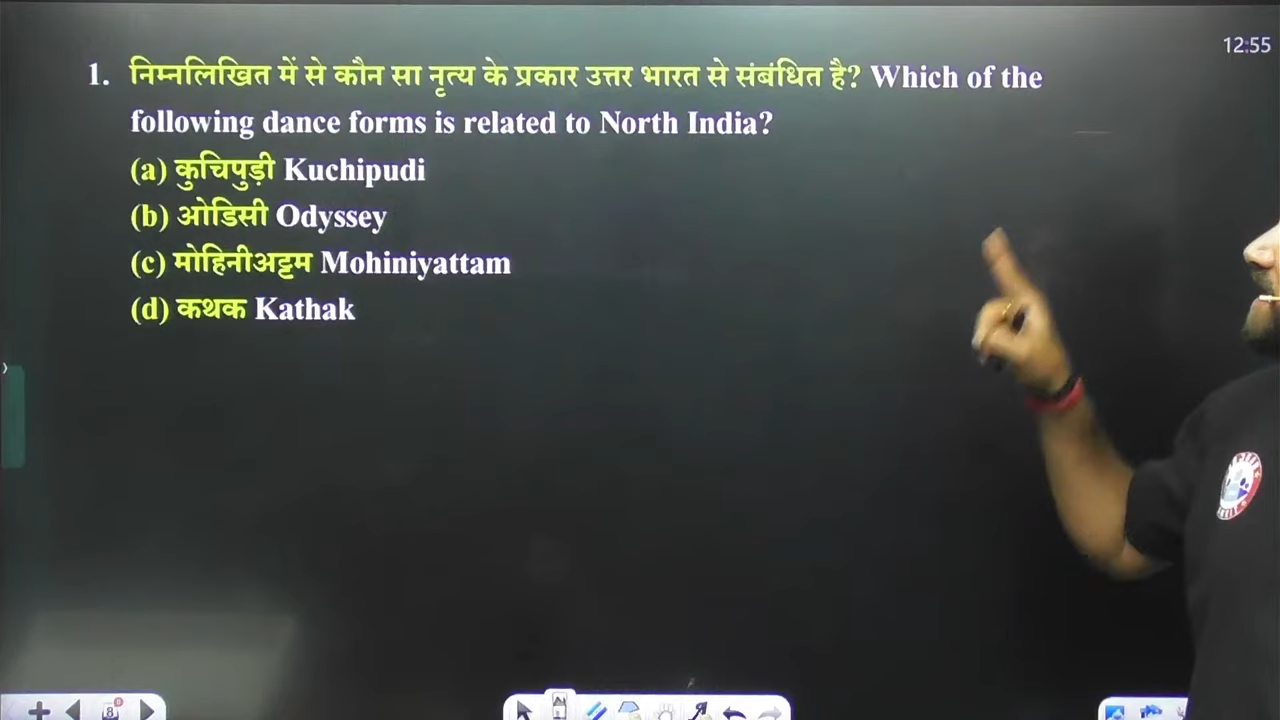 12:55
1. निम्नलिखित में से कौन सा नृत्य के प्रकार उत्तर भारत से संबंधित है? Which of the
following dance forms is related to North India?
(a) कुचिपुड़ी Kuchipudi
(b) ओडिसी Odyssey
(c) मोहिनीअट्टम Mohiniyattam
(d) कथक Kathak
8